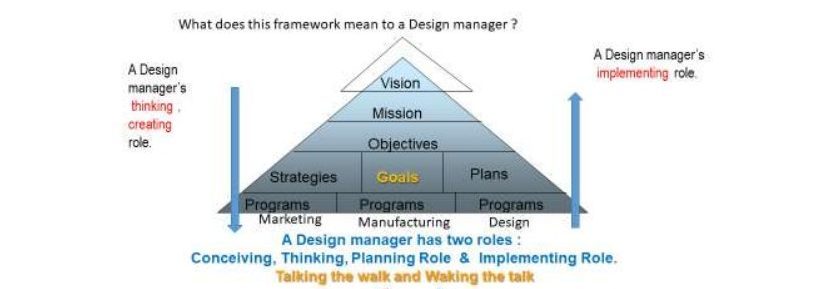 What does this framework mean to a Design manager ?
A Design
manager's
thinking ,
creating
role.
A Design manager's
implementing role.
Vision
Mission
Objectives
Strategies Goals Plans
Programs Programs Programs
Marketing Manufacturing Design
A Design manager has two roles :
Conceiving, Thinking, Planning Role & Implementing Role.
Talking the walk and Waking the talk